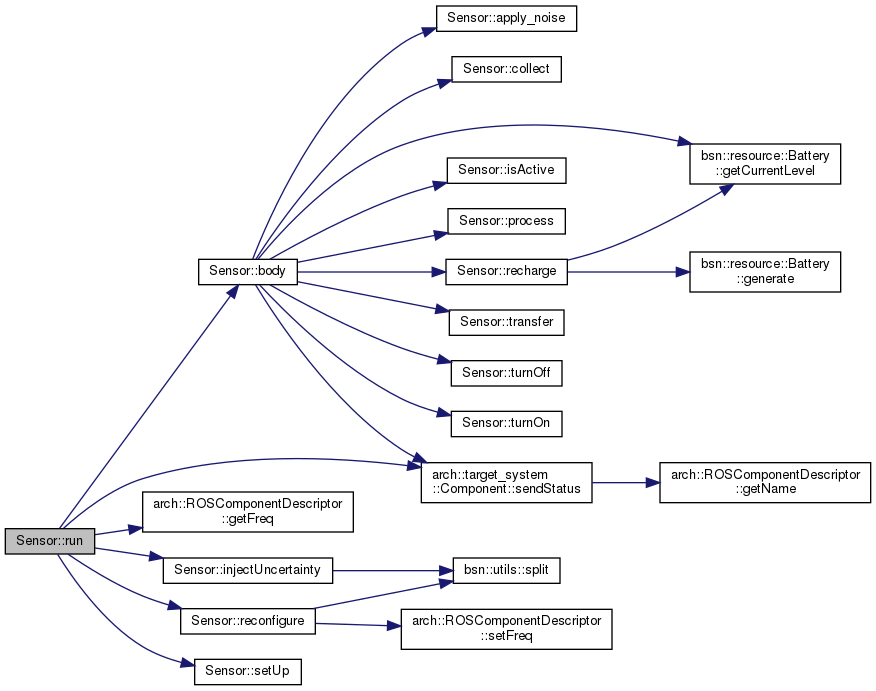 Sensor::apply_noise
Sensor::collect
bsn::resource::Battery
::getCurrentLevel
Sensor::isActive
Sensor::process
Sensor::body
Sensor::recharge
bsn::resource::Battery
::generate
Sensor::transfer
Sensor::turnOff
Sensor::turnOn
arch::target_system
::Component::sendStatus
arch::ROSComponentDescriptor
::getName
arch::ROSComponentDescriptor
::getFreq
Sensor::run
Sensor::injectUncertainty
bsn::utils::split
Sensor::reconfigure
arch::ROSComponentDescriptor
::setFreq
Sensor::setUp